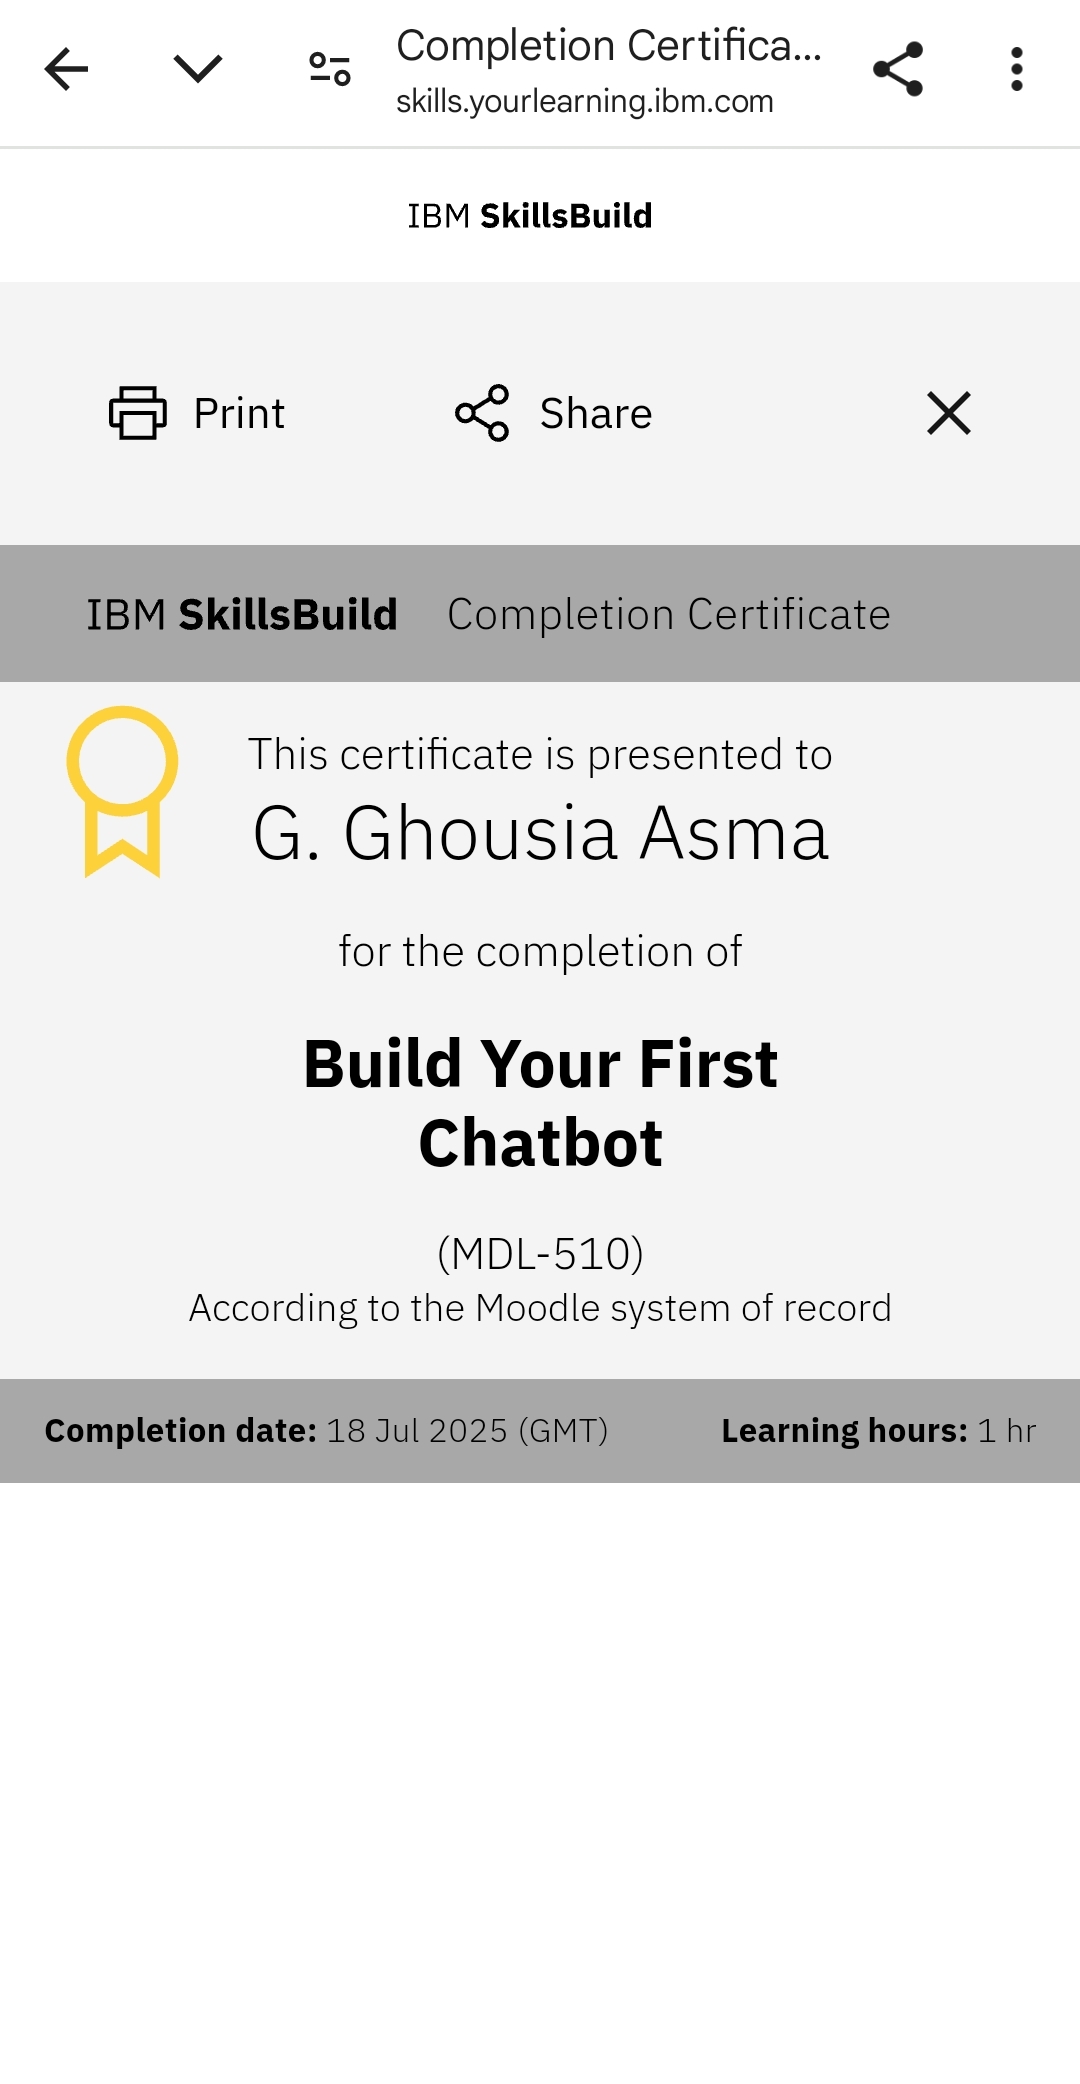 Completion Certifica...
skills.yourlearning.ibm.com
IBM SkillsBuild
Print
Share
IBM SkillsBuild Completion Certificate
This certificate is presented to
G. Ghousia Asma
for the completion of
Build Your First
Chatbot
(MDL-510)
According to the Moodle system of record
Completion date: 18 Jul 2025 (GMT) Learning hours: 1 hr